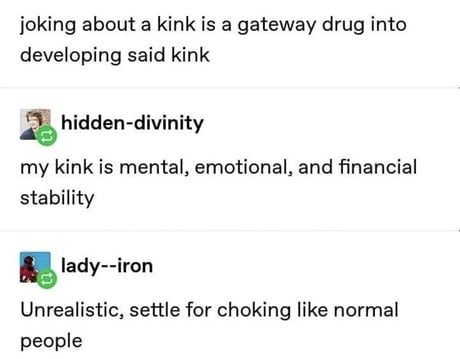 joking about a kink is a gateway drug into
developing said kink
hidden-divinity
my kink is mental, emotional, and financial
stability
lady--iron
Unrealistic, settle for choking like normal
people